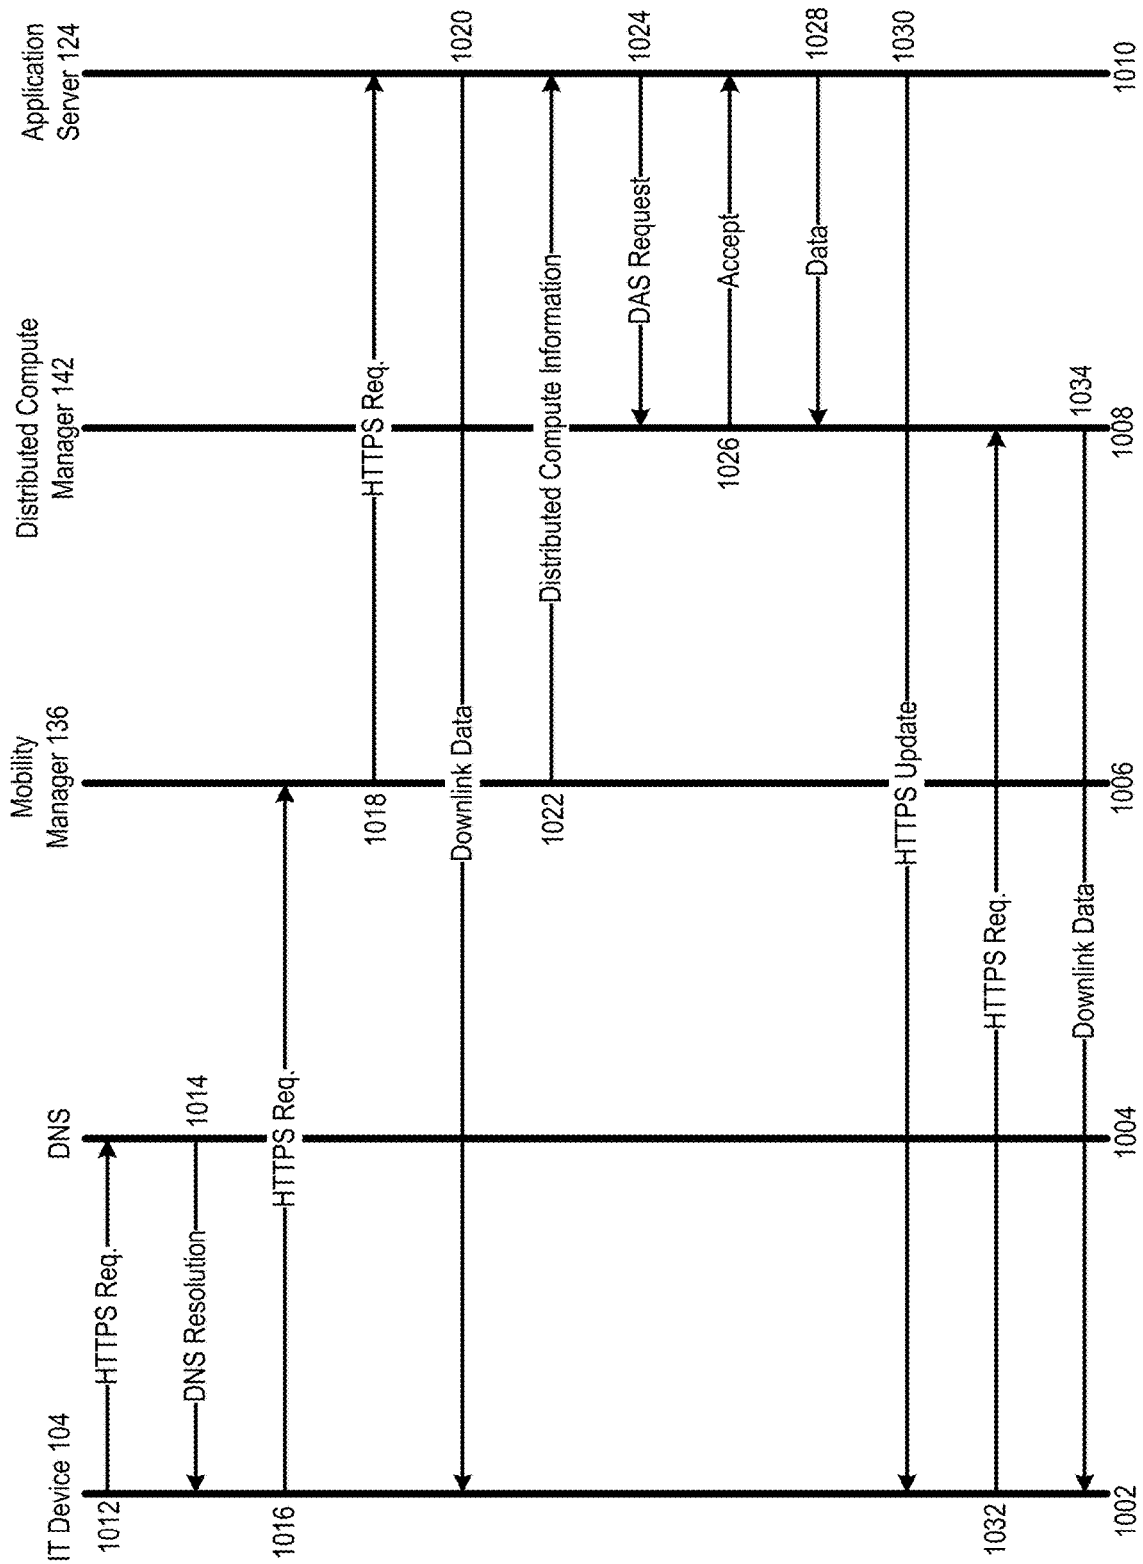 IT Device 104
DNS
Mobility
Manager 136
Distributed Compute
Manager 142
Application
Server 124
1012
HTTPS Req.
DNS Resolution
1014
1016
HTTPS Req.
1018
HTTPS Req.
Downlink Data
1020
1022
Distributed Compute Information
DAS Request
1024
1026
Accept
Data
1028
HTTPS Update
1030
1032
HTTPS Req.
Downlink Data
1034
1002
1004
1006
1008
1010